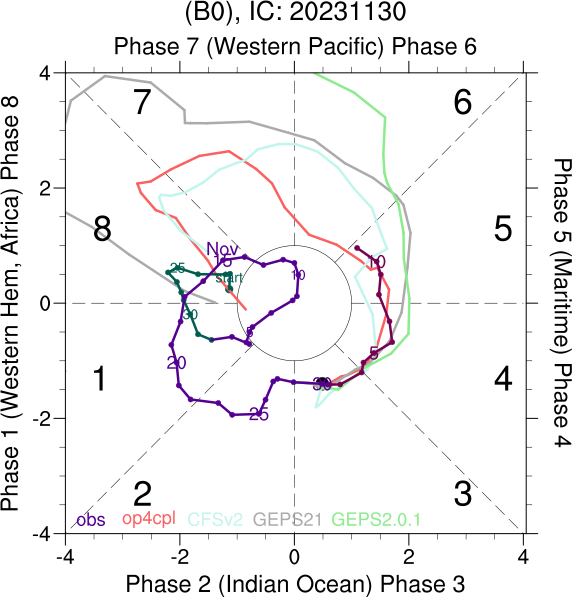 (B0), IC: 20231130
Phase 7 (Western Pacific) Phase 6
Phase 1 (Western Hem, Africa) Phase 8
Phase 5 (Maritime) Phase 4
4
2
0
-2
-4
7
6
8
5
1
4
2
3
Nov
15
25
start
10
10
30
5
5
20
25
30
obs op4cpl CFSv2 GEPS21 GEPS2.0.1
-4 -2 0 2 4
Phase 2 (Indian Ocean) Phase 3